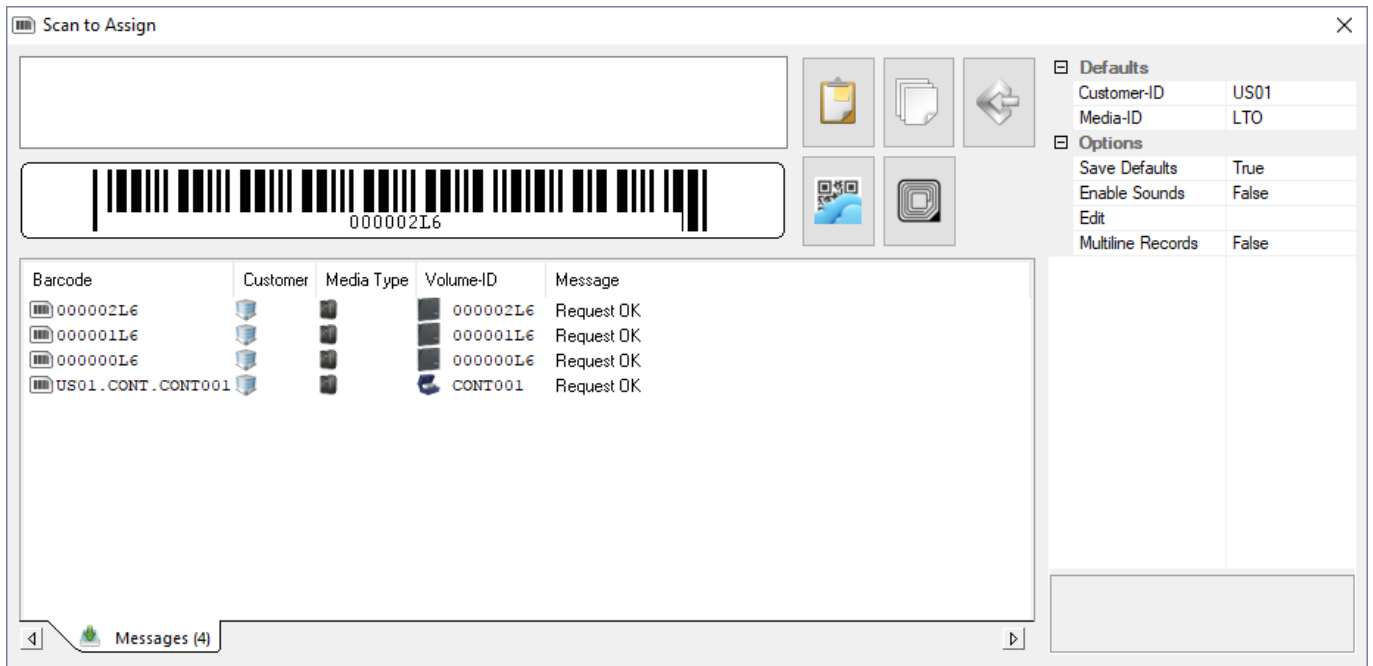 Scan to Assign
Defaults
Customer-ID US01
Media-ID LTO
Options
Save Defaults True
Enable Sounds False
Edit
Multiline Records False
000002L6
Barcode Customer Media Type Volume-ID Message
000002L6 000002L6 Request OK
000001L6 000001L6 Request OK
000000L6 000000L6 Request OK
US01.CONT.CONT001 CONT001 Request OK
Messages (4)